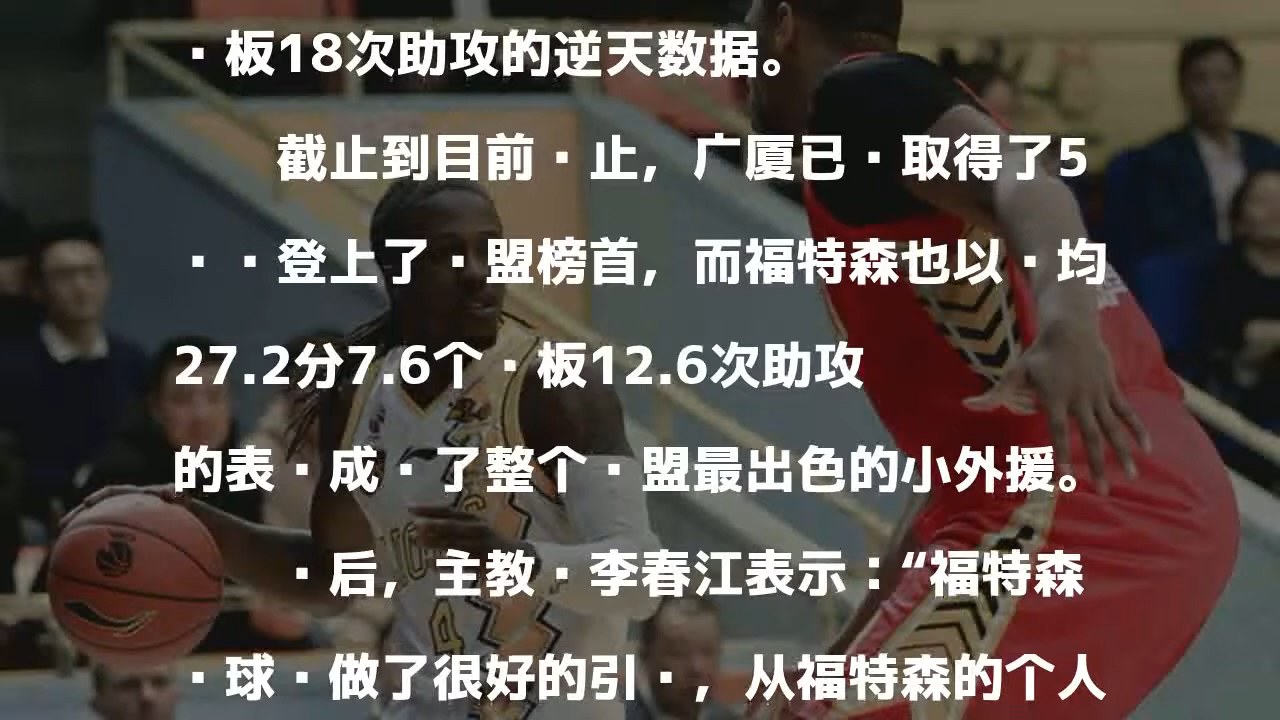 ·板18次助攻的逆天数据。
截止到目前·止，广厦已·取得了5
··登上了·盟榜首，而福特森也以·均
27.2分7.6个·板12.6次助攻
的表·成·了整个·盟最出色的小外援。
·后，主教·李春江表示：“福特森
·球·做了很好的引·，从福特森的个人
4